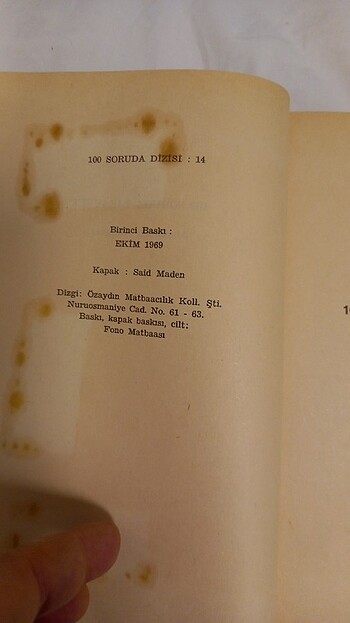 100 SORUDA DİZİSİ : 14
Birinci Baskı :
EKİM 1969
Kapak : Said Maden
Dizgi: Özaydın Matbaacılık Koll. Şti.
Nuruosmaniye Cad. No. 61 - 63.
Baskı, kapak baskısı, cilt:
Fono Matbaası